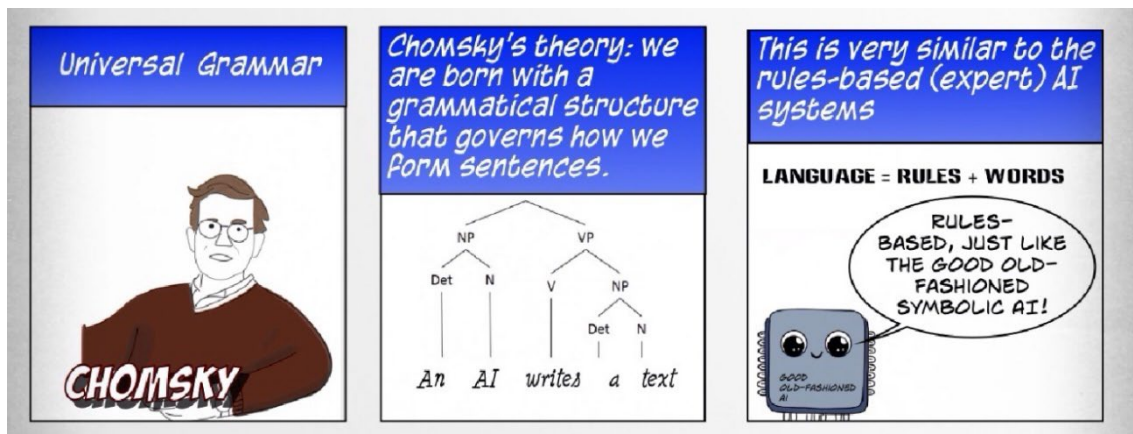 Universal Grammar
CHOMSKY
Chomsky's theory: we
are born with a
grammatical structure
that governs how we
form sentences.
NP VP
Det N V NP
Det N
An AI writes a text
This is very similar to the
rules-based (expert) AI
systems
LANGUAGE = RULES + WORDS
RULES-
BASED, JUST LIKE
THE GOOD OLD-
FASHIONED
SYMBOLIC AI!
GOOD
OLD-FASHIONED
AI